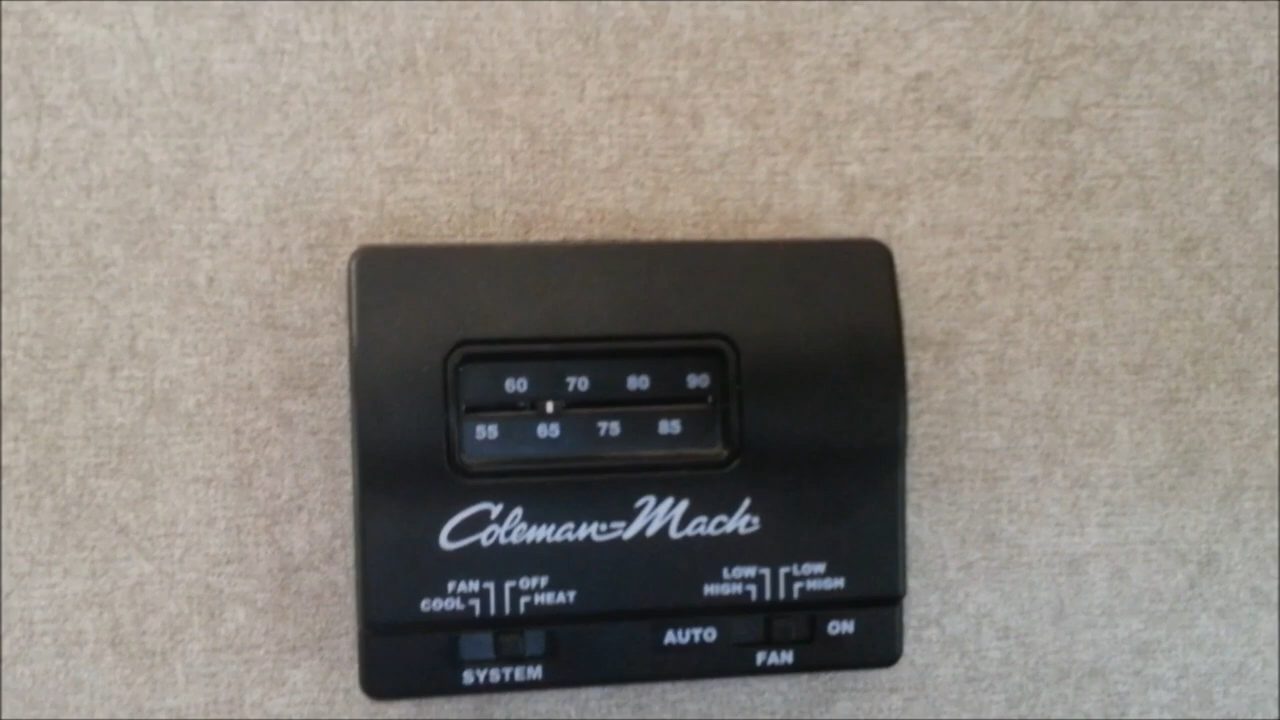 60 70 80 90
55 65 75 85
Coleman-Mach
FAN OFF
COOL HEAT
LOW LOW
HIGH HIGH
AUTO ON
SYSTEM
FAN